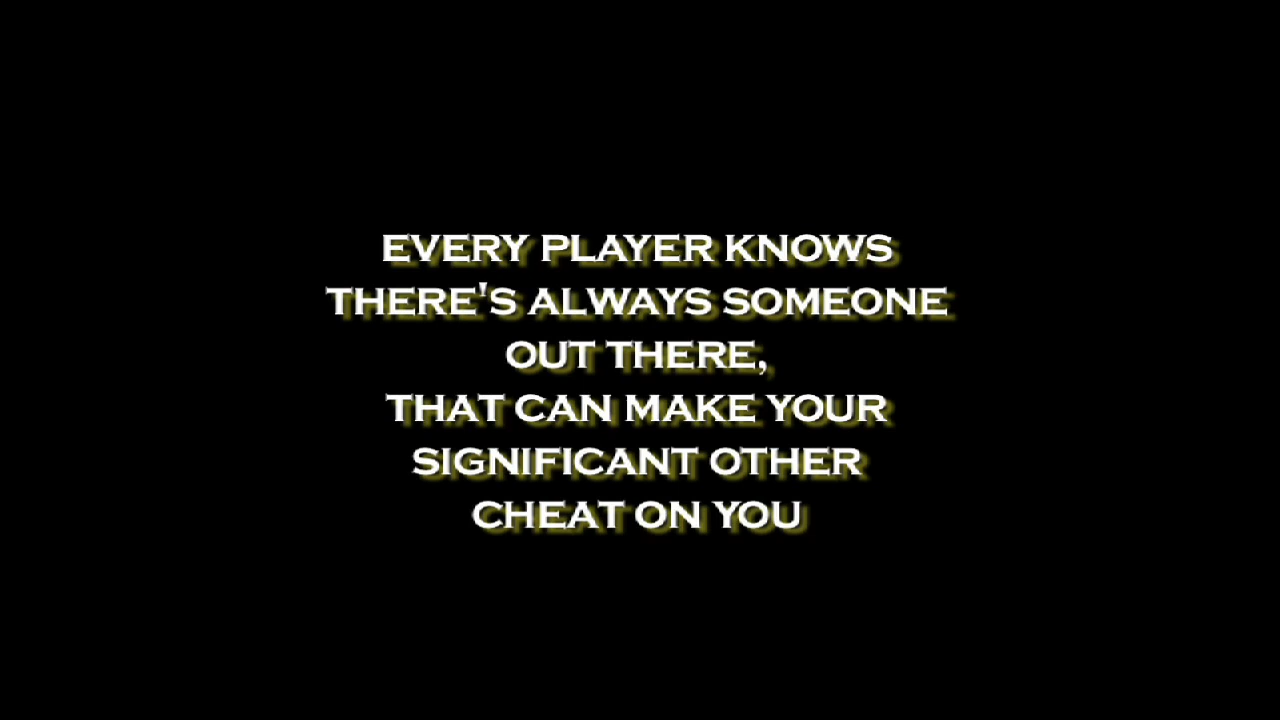 EVERY PLAYER KNOWS
THERE'S ALWAYS SOMEONE
OUT THERE,
THAT CAN MAKE YOUR
SIGNIFICANT OTHER
CHEAT ON YOU